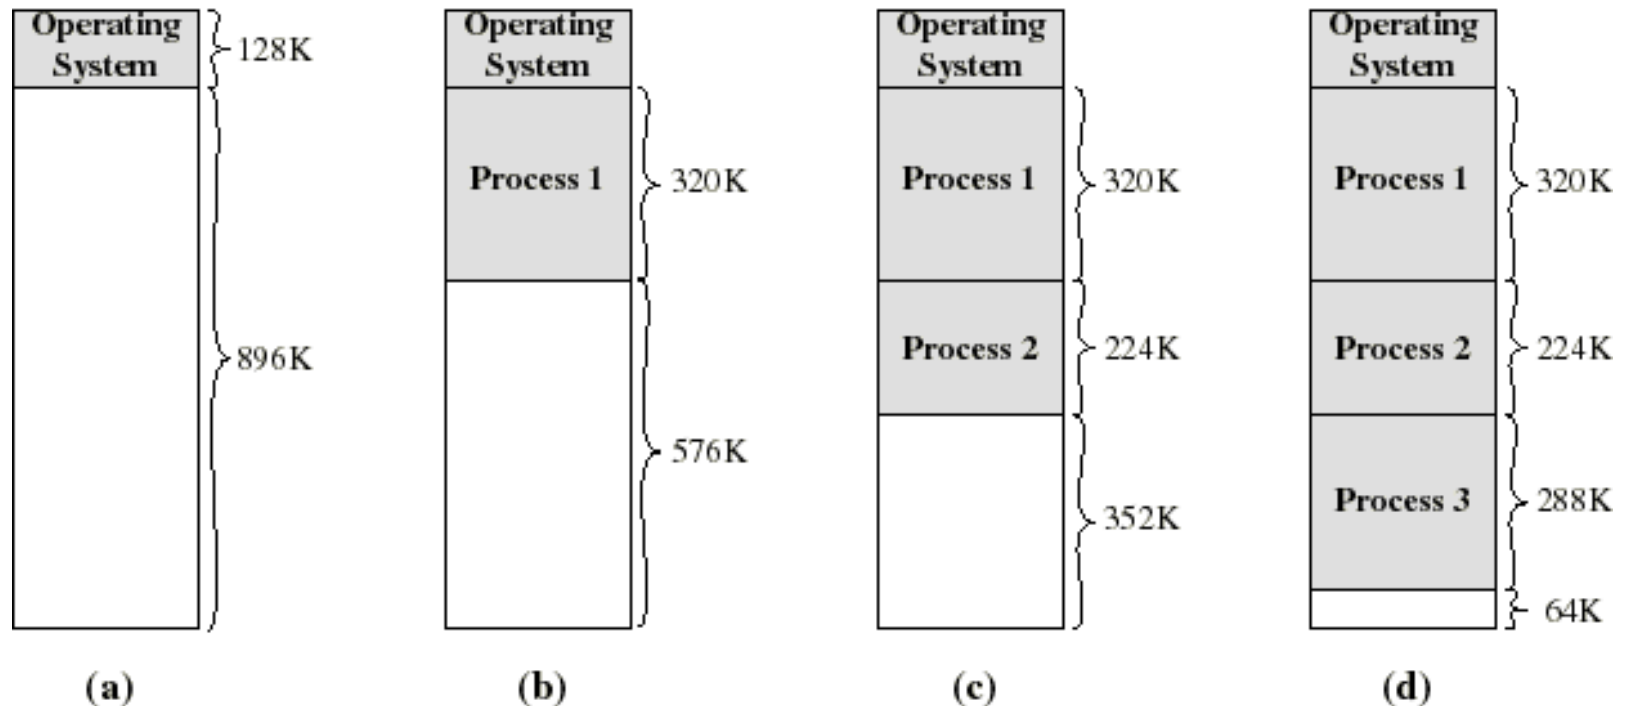 Operating
System
128K
896K
(a)
Operating
System
Process 1
320K
576K
(b)
Operating
System
Process 1
320K
Process 2
224K
352K
(c)
Operating
System
Process 1
320K
Process 2
224K
Process 3
288K
64K
(d)